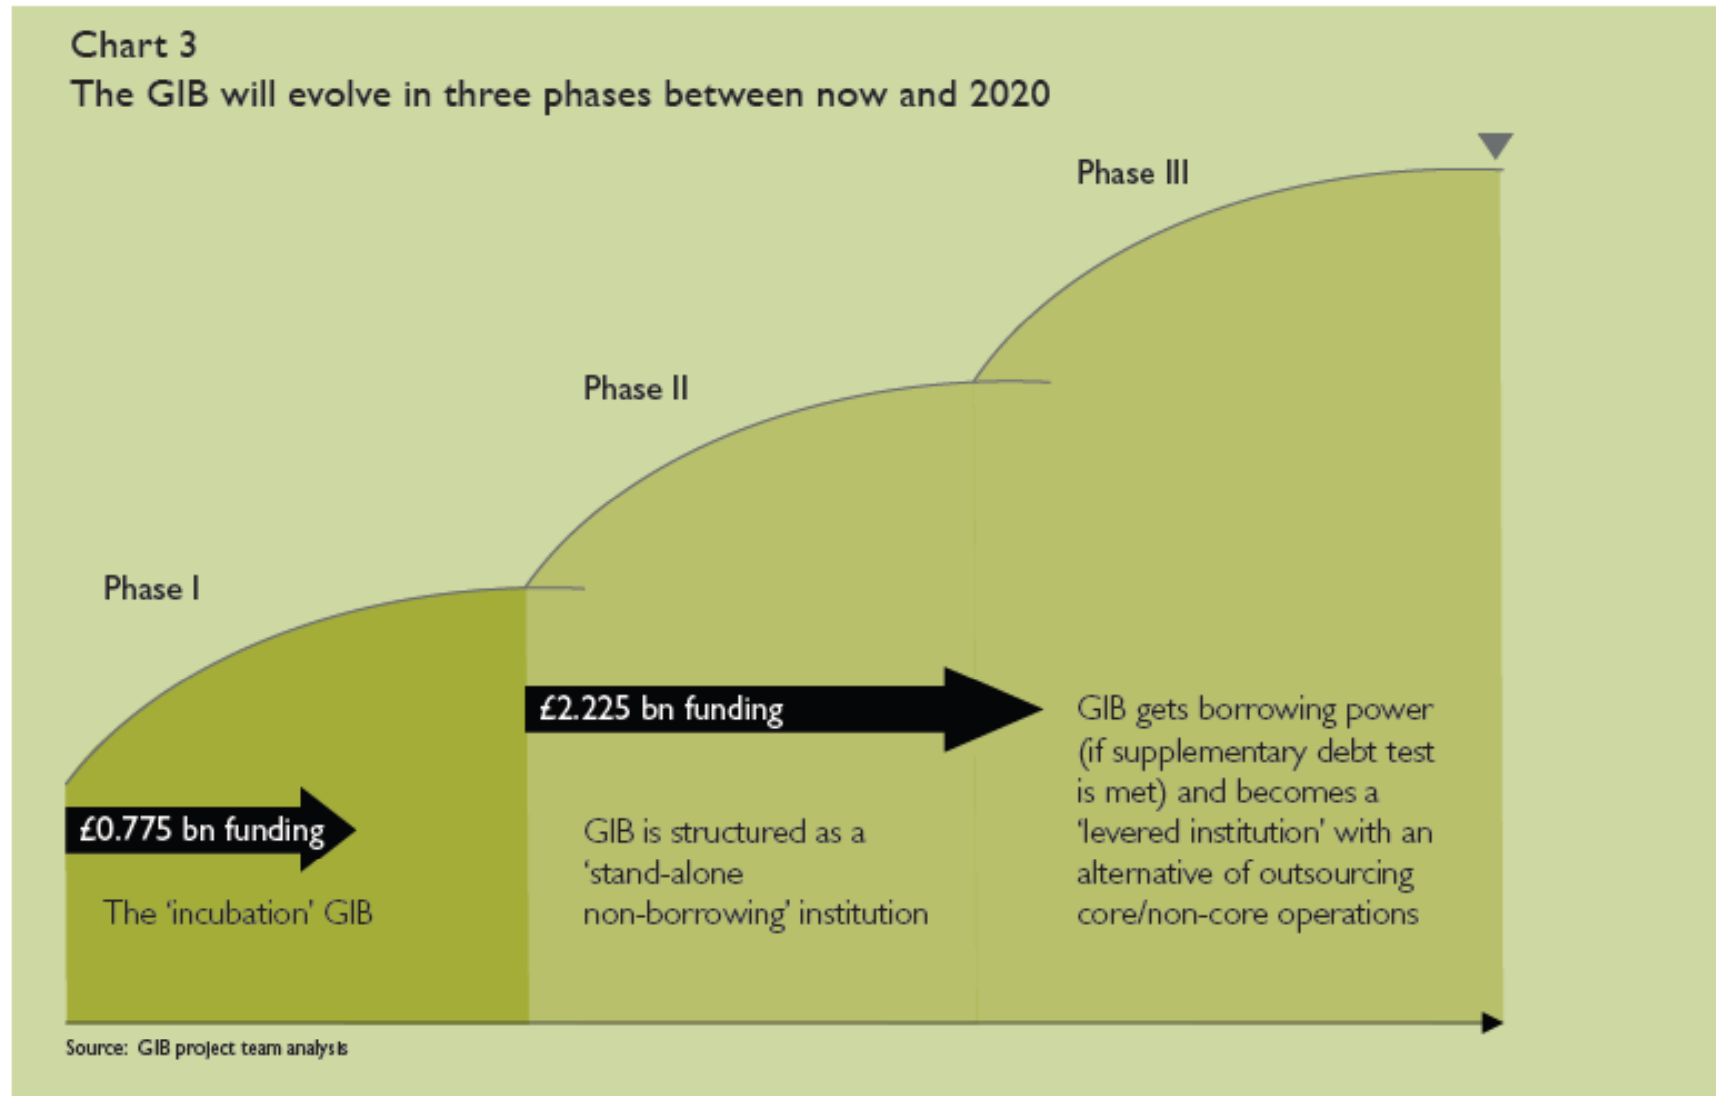 Chart 3
The GIB will evolve in three phases between now and 2020
Phase III
Phase II
Phase I
£0.775 bn funding
The ‘incubation’ GIB
£2.225 bn funding
GIB is structured as a
‘stand-alone
non-borrowing’ institution
GIB gets borrowing power
(if supplementary debt test
is met) and becomes a
‘levered institution’ with an
alternative of outsourcing
core/non-core operations
Source: GIB project team analysis